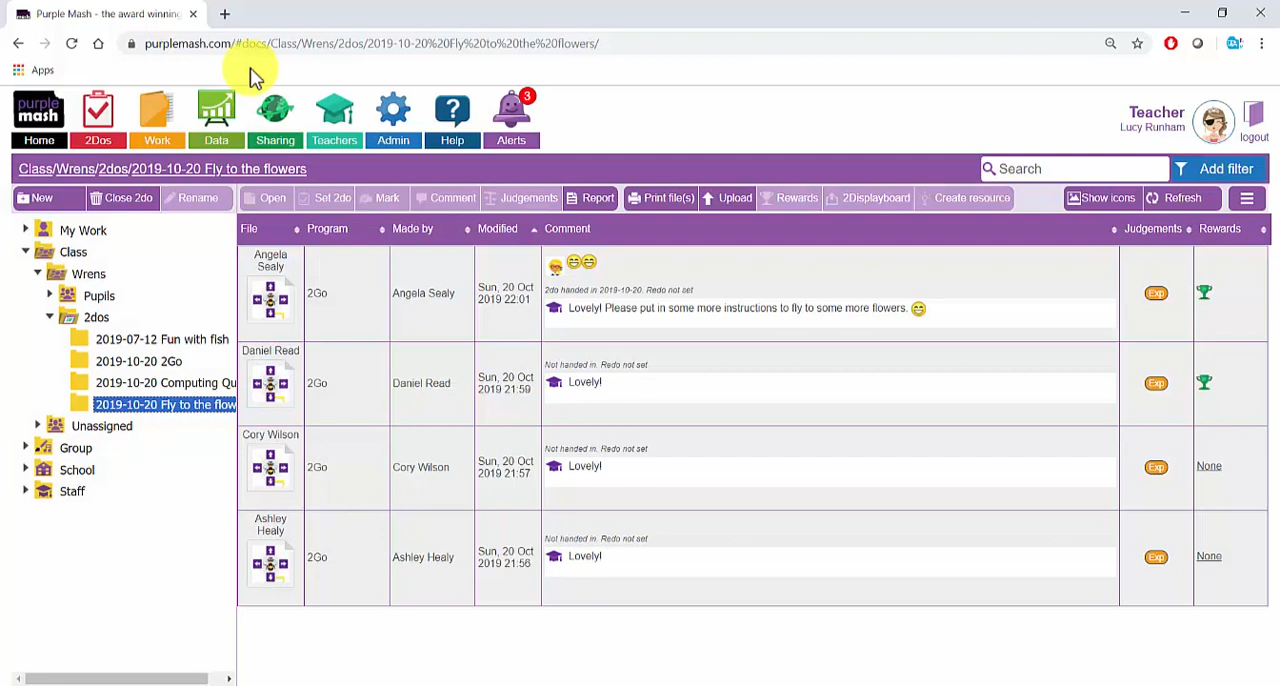 Purple Mash - the award winning
purplemash.com/#docs/Class/Wrens/2dos/2019-10-20%20Fly%20to%20the%20flowers/
Apps
purple
mash
3
Home
2Dos
Work
Data
Sharing
Teachers
Admin
Help
Alerts
Teacher
Lucy Runham
logout
Class/Wrens/2dos/2019-10-20 Fly to the flowers
Search
Add filter
New
Close 2do
Rename
Open
Set 2do
Mark
Comment
Judgements
Report
Print file(s)
Upload
Rewards
2Displayboard
Create resource
Show icons
Refresh
My Work
Class
Wrens
Pupils
2dos
2019-07-12 Fun with fish
2019-10-20 2Go
2019-10-20 Computing Qu
2019-10-20 Fly to the flow
Unassigned
Group
School
Staff
File
Program
Made by
Modified
Comment
Judgements
Rewards
Angela
Sealy
2Go
Angela Sealy
Sun, 20 Oct
2019 22:01
2do handed in 2019-10-20. Redo not set
Lovely! Please put in some more instructions to fly to some more flowers.
Exp
Daniel Read
2Go
Daniel Read
Sun, 20 Oct
2019 21:59
Not handed in. Redo not set
Lovely!
Exp
Cory Wilson
2Go
Cory Wilson
Sun, 20 Oct
2019 21:57
Not handed in. Redo not set
Lovely!
Exp
None
Ashley
Healy
2Go
Ashley Healy
Sun, 20 Oct
2019 21:56
Not handed in. Redo not set
Lovely!
Exp
None